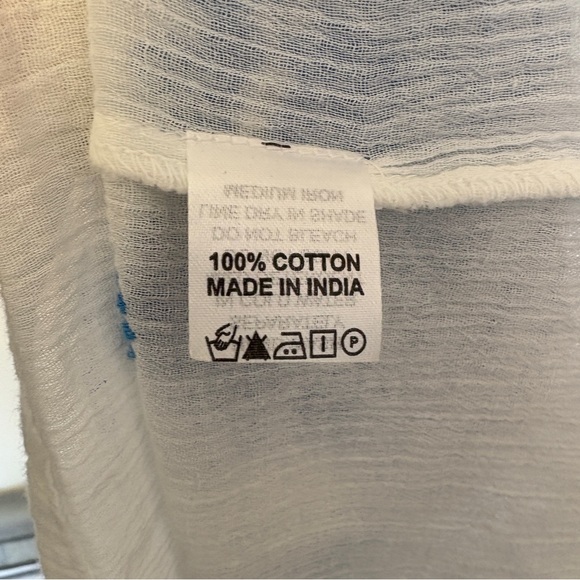 MEDIUM IRON
LINE DRY IN SHADE
DO NOT BLEACH
100% COTTON
MADE IN INDIA
IN COLD WATER
SEPARATELY
P